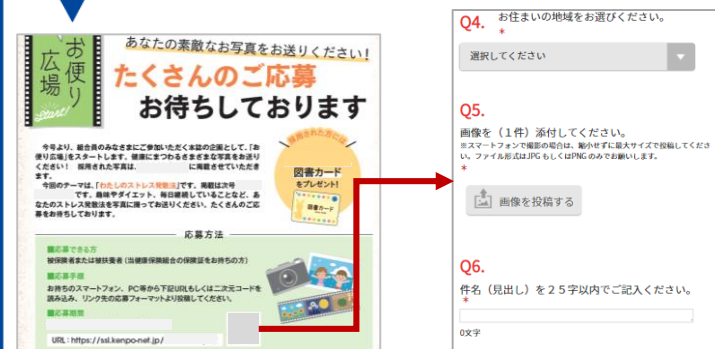 お便り広場
Start!
あなたの素敵なお写真をお送りください!
たくさんのご応募
お待ちしております
今号より、組合員のみなさまにご参加いただく本誌の企画として、「お
便り広場」をスタートします。健康にまつわるさまざまな写真をお送り
ください! 採用された写真は、 に掲載させていただき
ます。
今回のテーマは、「わたしのストレス発散法」です。掲載は次号
です。趣味やダイエット、毎日継続していることなど、あ
なたのストレス発散法を写真に撮ってお送りください。たくさんのご応
募をお待ちしております。
採用された方には
図書カード
をプレゼント!
図書カード
応募方法
■応募できる方
被保険者または被扶養者(当健康保険組合の保険証をお持ちの方)
■応募手順
お持ちのスマートフォン、PC等から下記URLもしくは二次元コードを
読み込み、リンク先の応募フォーマットより投稿してください。
■応募期間
URL:https://ssl.kenpo-net.jp/
Q4. お住まいの地域をお選びください。
*
選択してください
Q5.
画像を(1件)添付してください。
※スマートフォンで撮影の場合は、縮小せずに最大サイズで投稿してくださ
い。ファイル形式はJPGもしくはPNGのみでお願いします。
*
画像を投稿する
Q6.
件名(見出し)を25字以内でご記入ください。
*
0文字